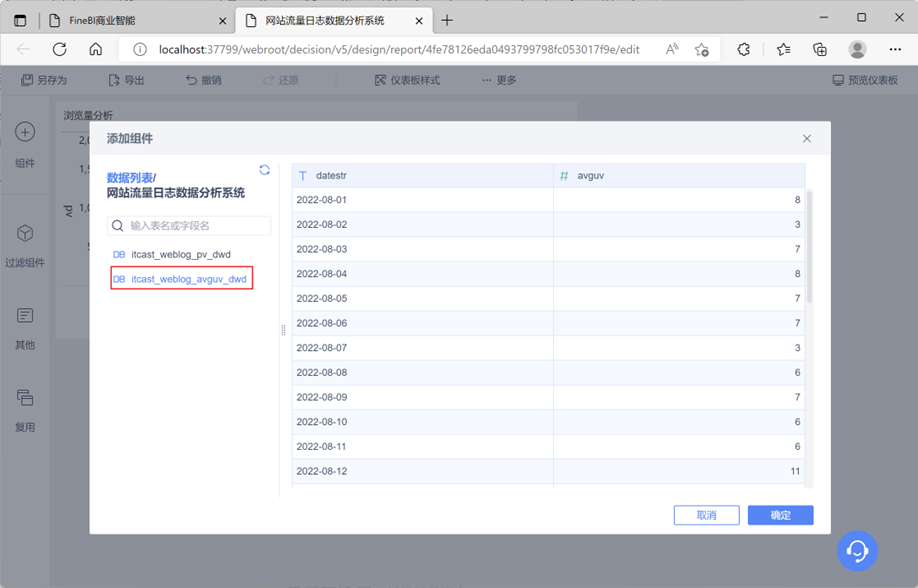 FineBI商业智能
网站流量日志数据分析系统
localhost:37799/webroot/decision/v5/design/report/4fe78126eda0493799798fc053017f9e/edit
另存为
导出
撤销
还原
仪表板样式
··· 更多
预览仪表板
组件
过滤组件
其他
复用
浏览量分析
2,0
1,5
1,0
5
pv
添加组件
数据列表/
网站流量日志数据分析系统
输入表名或字段名
DB itcast_weblog_pv_dwd
DB itcast_weblog_avguv_dwd
T datestr # avguv
2022-08-01 8
2022-08-02 3
2022-08-03 7
2022-08-04 8
2022-08-05 7
2022-08-06 7
2022-08-07 3
2022-08-08 6
2022-08-09 7
2022-08-10 6
2022-08-11 6
2022-08-12 11
取消
确定